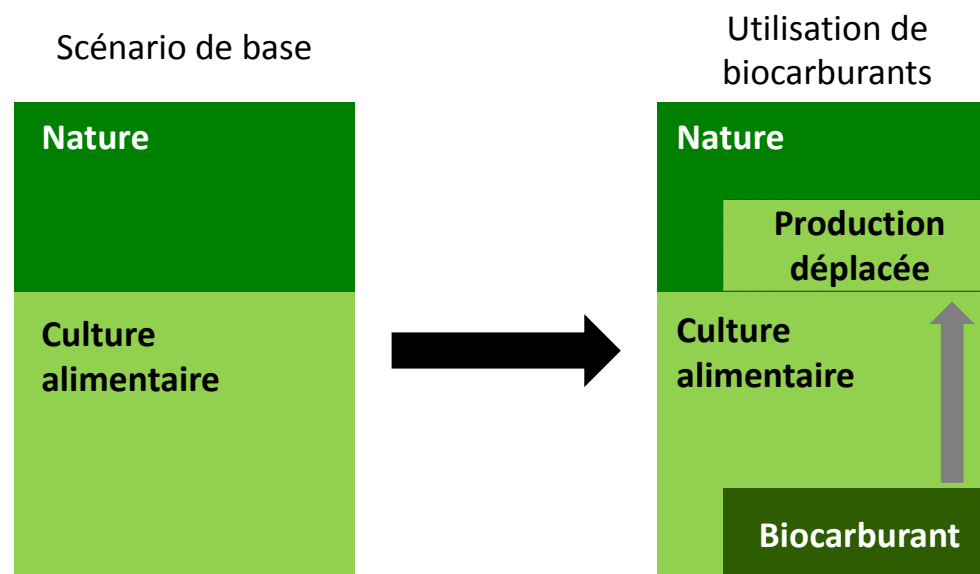 Scénario de base
Utilisation de
biocarburants
Nature
Culture
alimentaire
Nature
Production
déplacée
Culture
alimentaire
Biocarburant